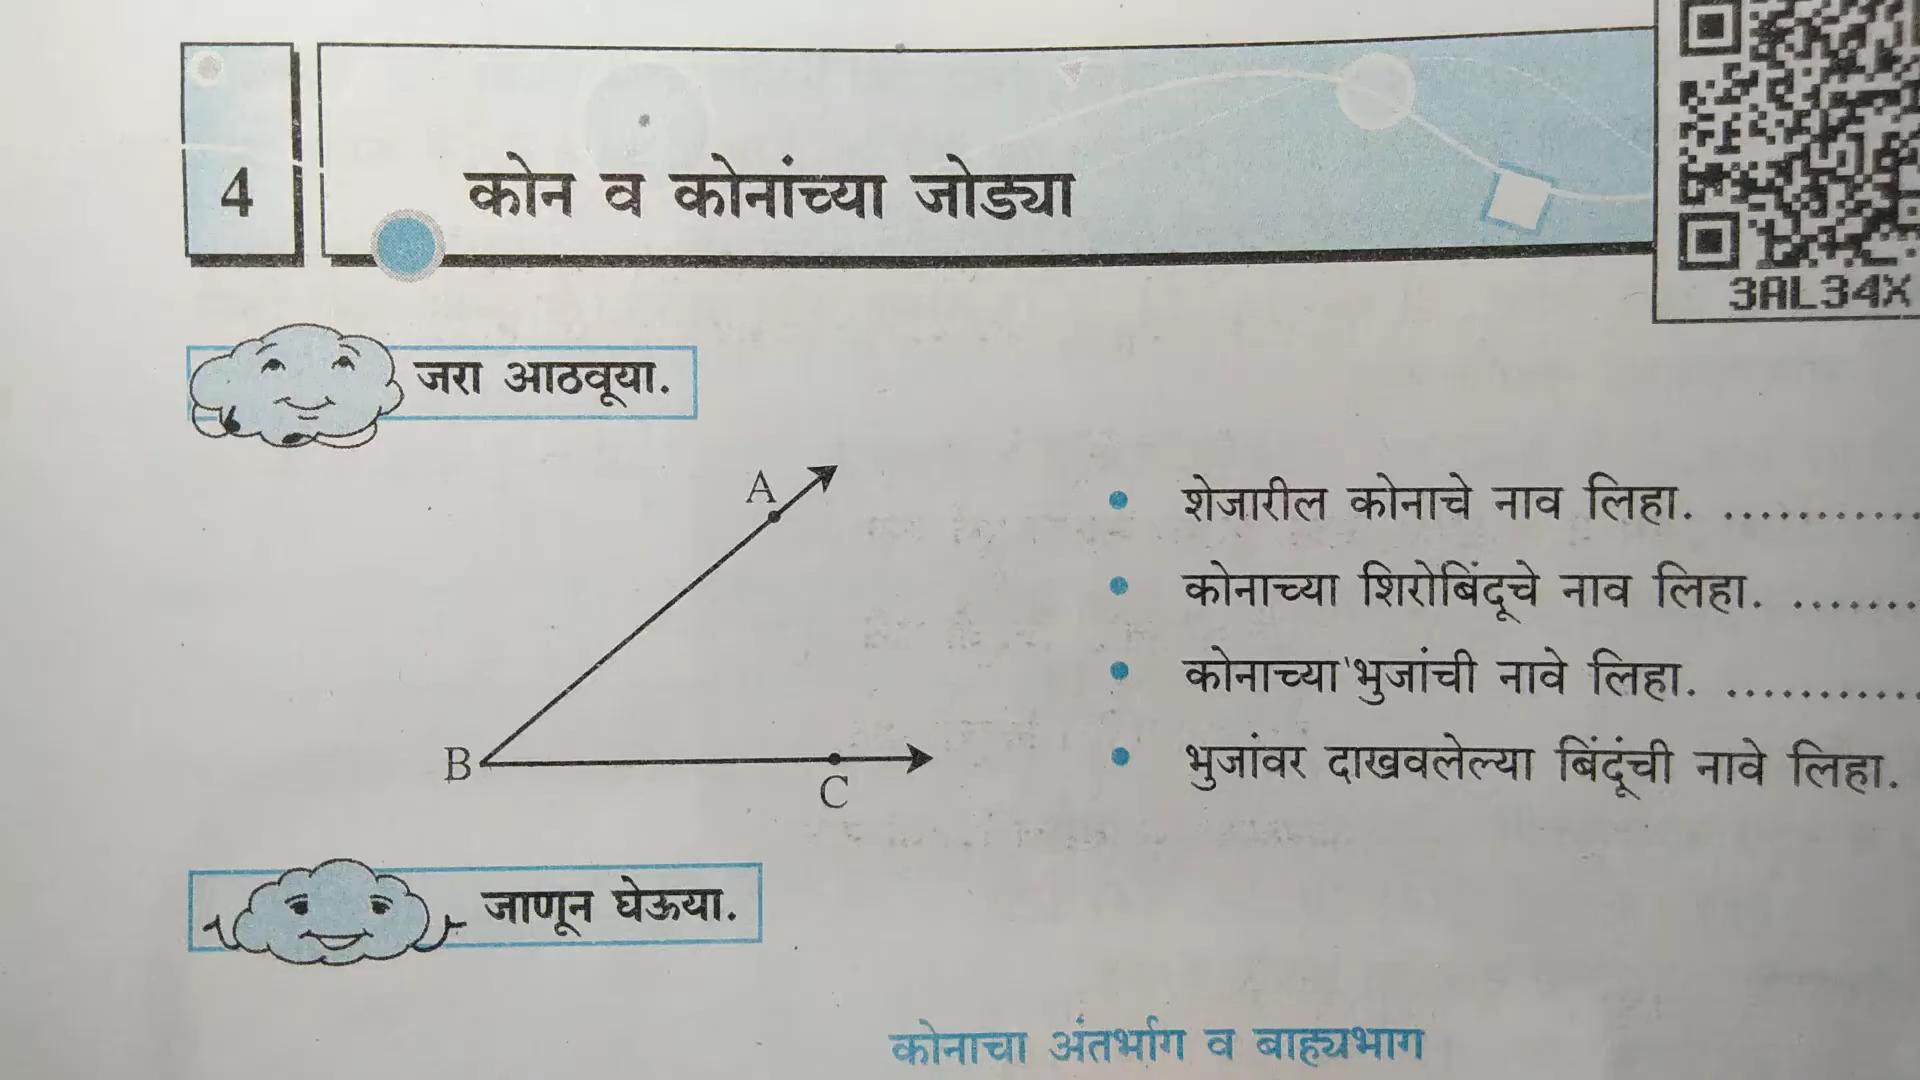 4
कोन व कोनांच्या जोड्या
3AL34X
जरा आठवूया.
A
B
C
• शेजारील कोनाचे नाव लिहा. ...........
• कोनाच्या शिरोबिंदूचे नाव लिहा. .......
• कोनाच्या भुजांची नावे लिहा. ...........
• भुजांवर दाखवलेल्या बिंदूंची नावे लिहा.
जाणून घेऊया.
कोनाचा अंतर्भाग व बाह्यभाग